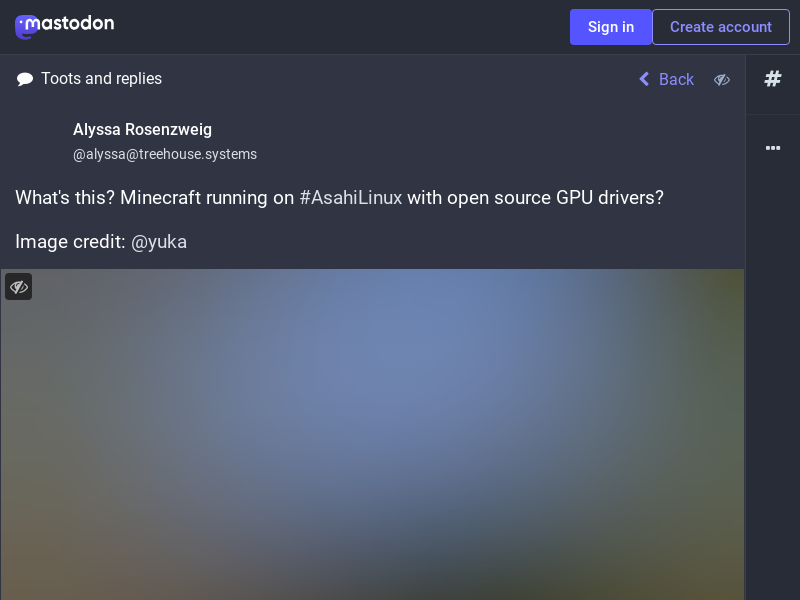 mastodon
Sign in
Create account
Toots and replies
Back
#
Alyssa Rosenzweig
@alyssa@treehouse.systems
What's this? Minecraft running on #AsahiLinux with open source GPU drivers?
Image credit: @yuka